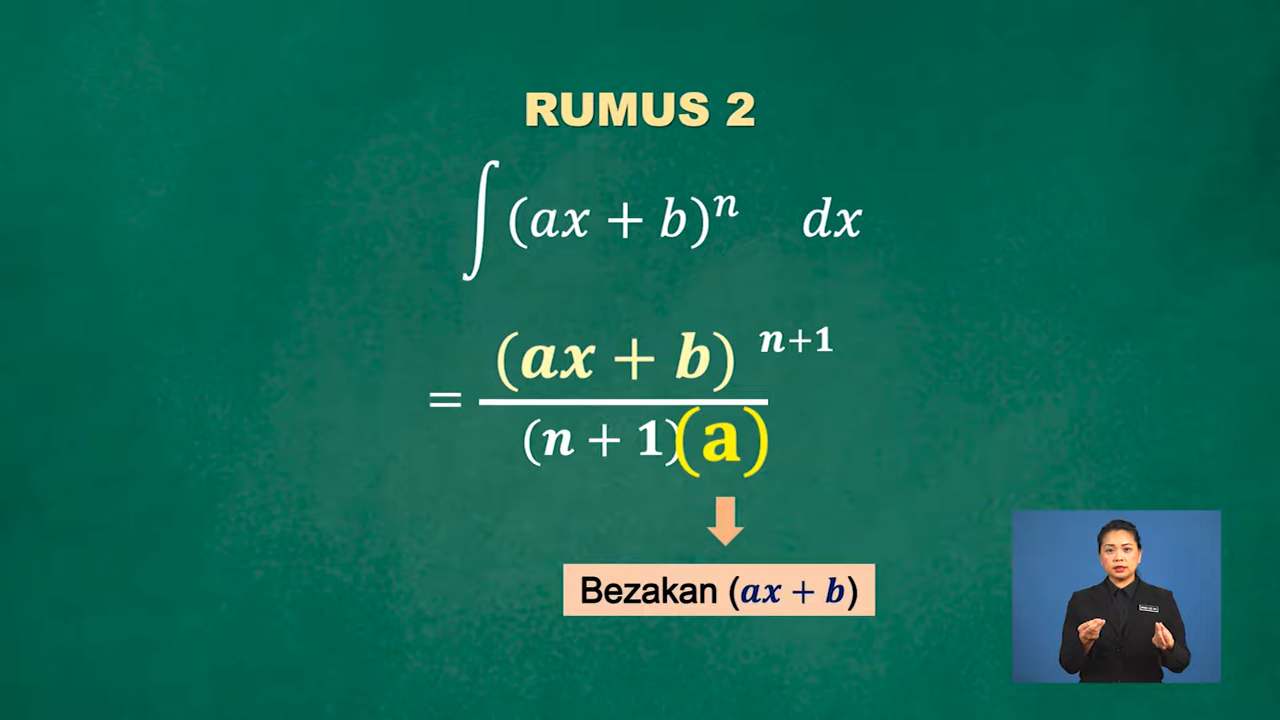 RUMUS 2
∫ (ax + b)ⁿ dx
= (ax + b) ⁿ⁺¹
(n + 1)(a)
Bezakan (ax + b)